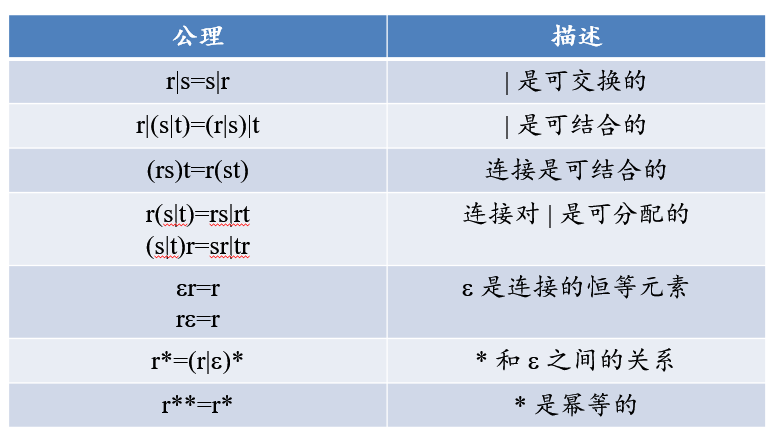 公理 描述
r|s=s|r |是可交换的
r|(s|t)=(r|s)|t |是可结合的
(rs)t=r(st) 连接是可结合的
r(s|t)=rs|rt 连接对|是可分配的
(s|t)r=sr|tr
εr=r ε是连接的恒等元素
rε=r
r*=(r|ε)* *和ε之间的关系
r**=r* *是幂等的